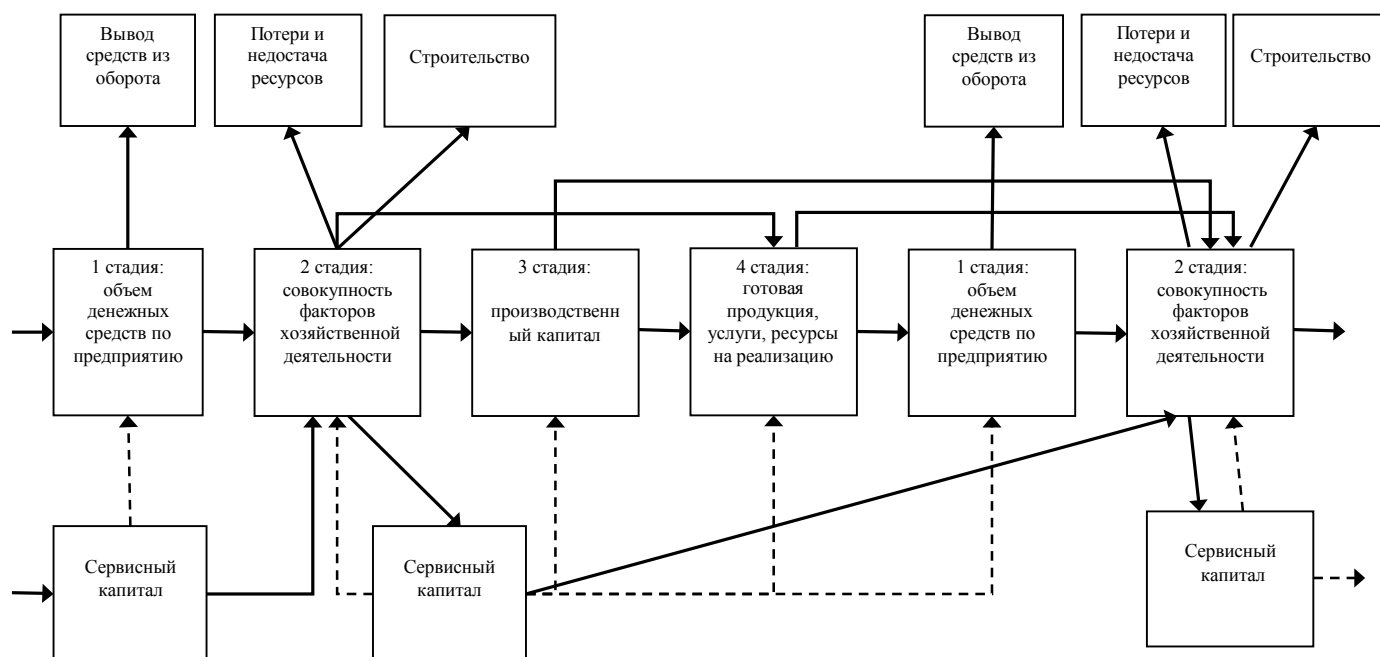 Вывод
средств из
оборота
Потери и
недостача
ресурсов
Строительство
Вывод
средств из
оборота
Потери и
недостача
ресурсов
Строительство
1 стадия:
объем
денежных
средств по
предприятию
2 стадия:
совокупность
факторов
хозяйственной
деятельности
3 стадия:
производственн
ый капитал
4 стадия:
готовая
продукция,
услуги, ресурсы
на реализацию
1 стадия:
объем
денежных
средств по
предприятию
2 стадия:
совокупность
факторов
хозяйственной
деятельности
Сервисный
капитал
Сервисный
капитал
Сервисный
капитал